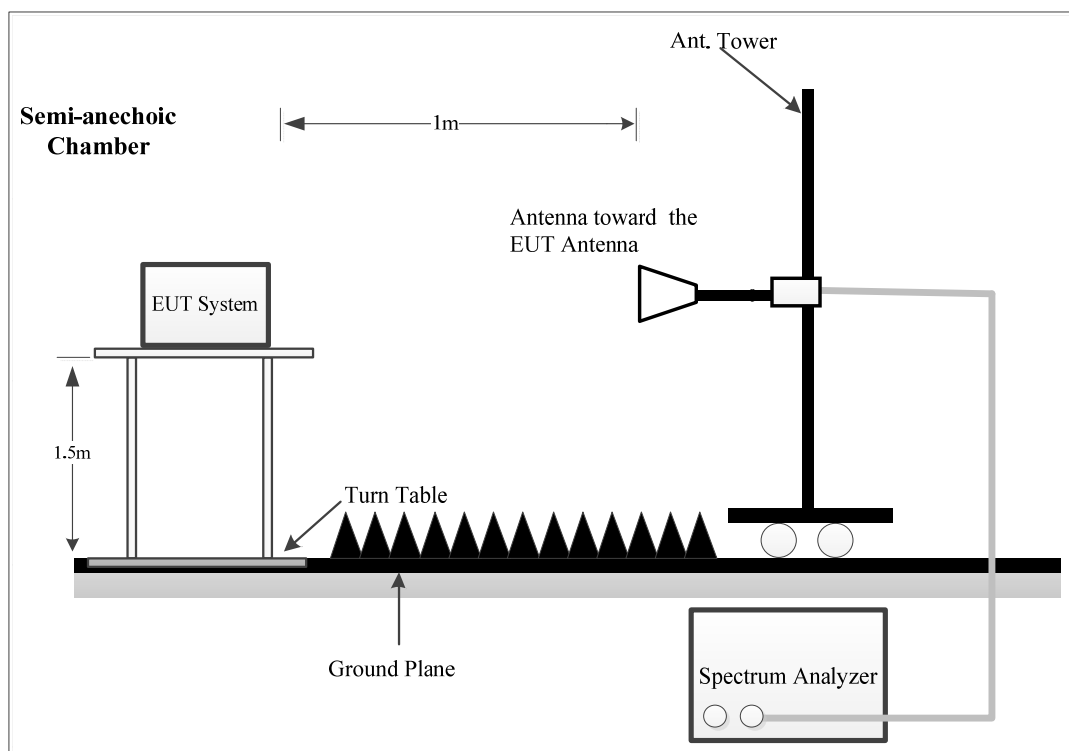 Ant. Tower
Semi-anechoic
Chamber
1m
Antenna toward the
EUT Antenna
EUT System
1.5m
Turn Table
Ground Plane
Spectrum Analyzer